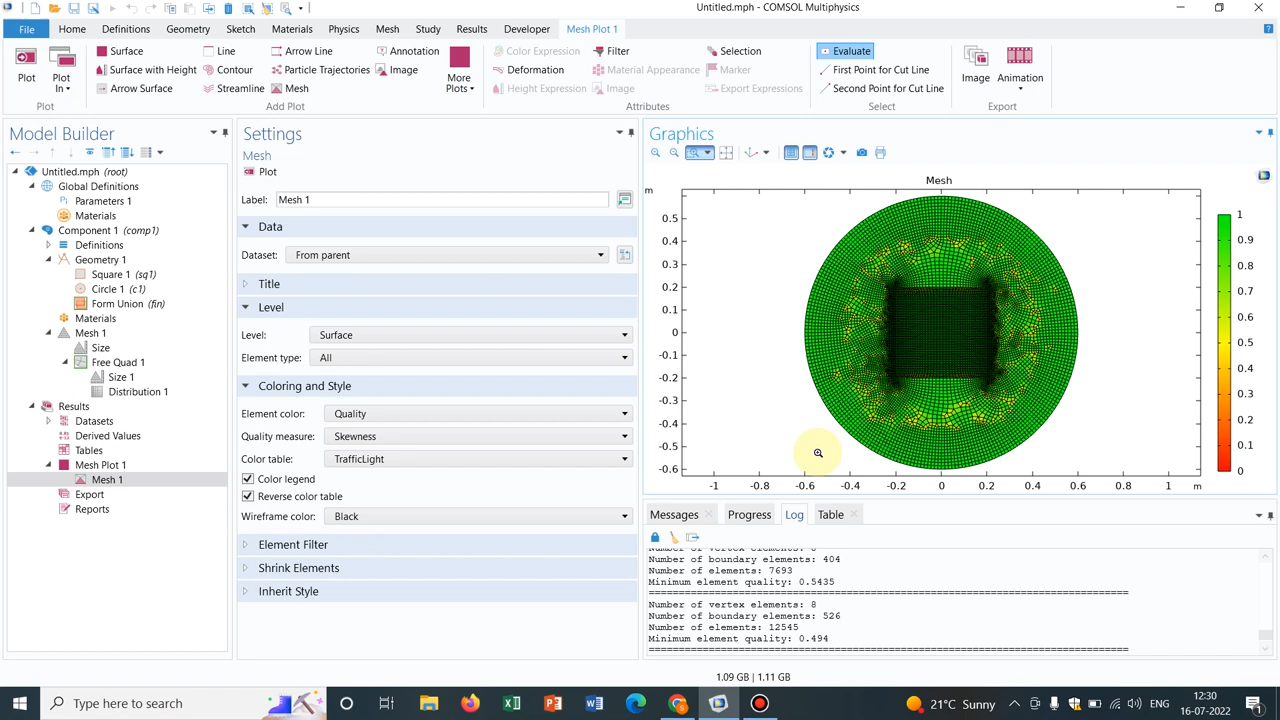 Untitled.mph - COMSOL Multiphysics
File Home Definitions Geometry Sketch Materials Physics Mesh Study Results Developer Mesh Plot 1
Surface Line Arrow Line Annotation Color Expression Filter Selection Evaluate
Surface with Height Contour Particle Trajectories Image Deformation Material Appearance Marker First Point for Cut Line
Plot Plot In Arrow Surface Streamline Mesh More Plots Height Expression Image Export Expressions Second Point for Cut Line Image Animation
Plot Add Plot Attributes Select Export
Model Builder
Untitled.mph (root)
Global Definitions
Pi Parameters 1
Materials
Component 1 (comp1)
Definitions
Geometry 1
Square 1 (sq1)
Circle 1 (c1)
Form Union (fin)
Materials
Mesh 1
Size
Free Quad 1
Size 1
Distribution 1
Results
Datasets
Derived Values
Tables
Mesh Plot 1
Mesh 1
Export
Reports
Settings
Mesh
Plot
Label: Mesh 1
Data
Dataset: From parent
Title
Level
Level: Surface
Element type: All
Coloring and Style
Element color: Quality
Quality measure: Skewness
Color table: TrafficLight
Color legend
Reverse color table
Wireframe color: Black
Element Filter
Shrink Elements
Inherit Style
Graphics
Mesh
m
0.5
0.4
0.3
0.2
0.1
0
-0.1
-0.2
-0.3
-0.4
-0.5
-0.6
-1 -0.8 -0.6 -0.4 -0.2 0 0.2 0.4 0.6 0.8 1 m
1
0.9
0.8
0.7
0.6
0.5
0.4
0.3
0.2
0.1
0
Messages Progress Log Table
Number of boundary elements: 404
Number of elements: 7693
Minimum element quality: 0.5435
Number of vertex elements: 8
Number of boundary elements: 526
Number of elements: 12545
Minimum element quality: 0.494
1.09 GB | 1.11 GB
Type here to search
21°C Sunny
ENG
12:30
16-07-2022